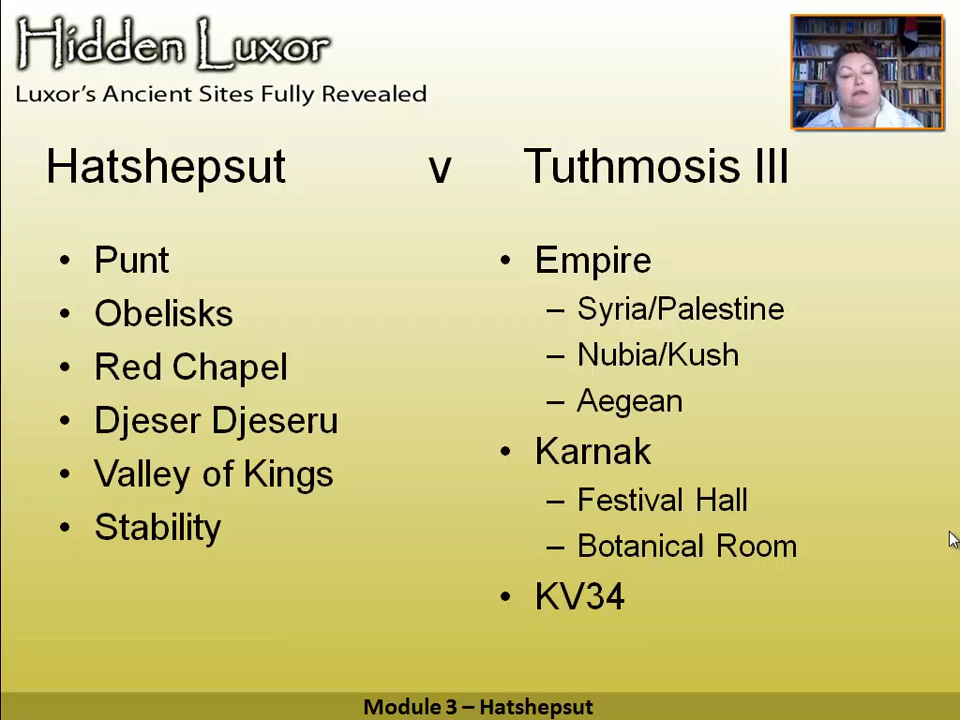 Hidden Luxor
Luxor's Ancient Sites Fully Revealed
Hatshepsut v Tuthmosis III
• Punt
• Obelisks
• Red Chapel
• Djeser Djeseru
• Valley of Kings
• Stability
• Empire
– Syria/Palestine
– Nubia/Kush
– Aegean
• Karnak
– Festival Hall
– Botanical Room
• KV34
Module 3 – Hatshepsut